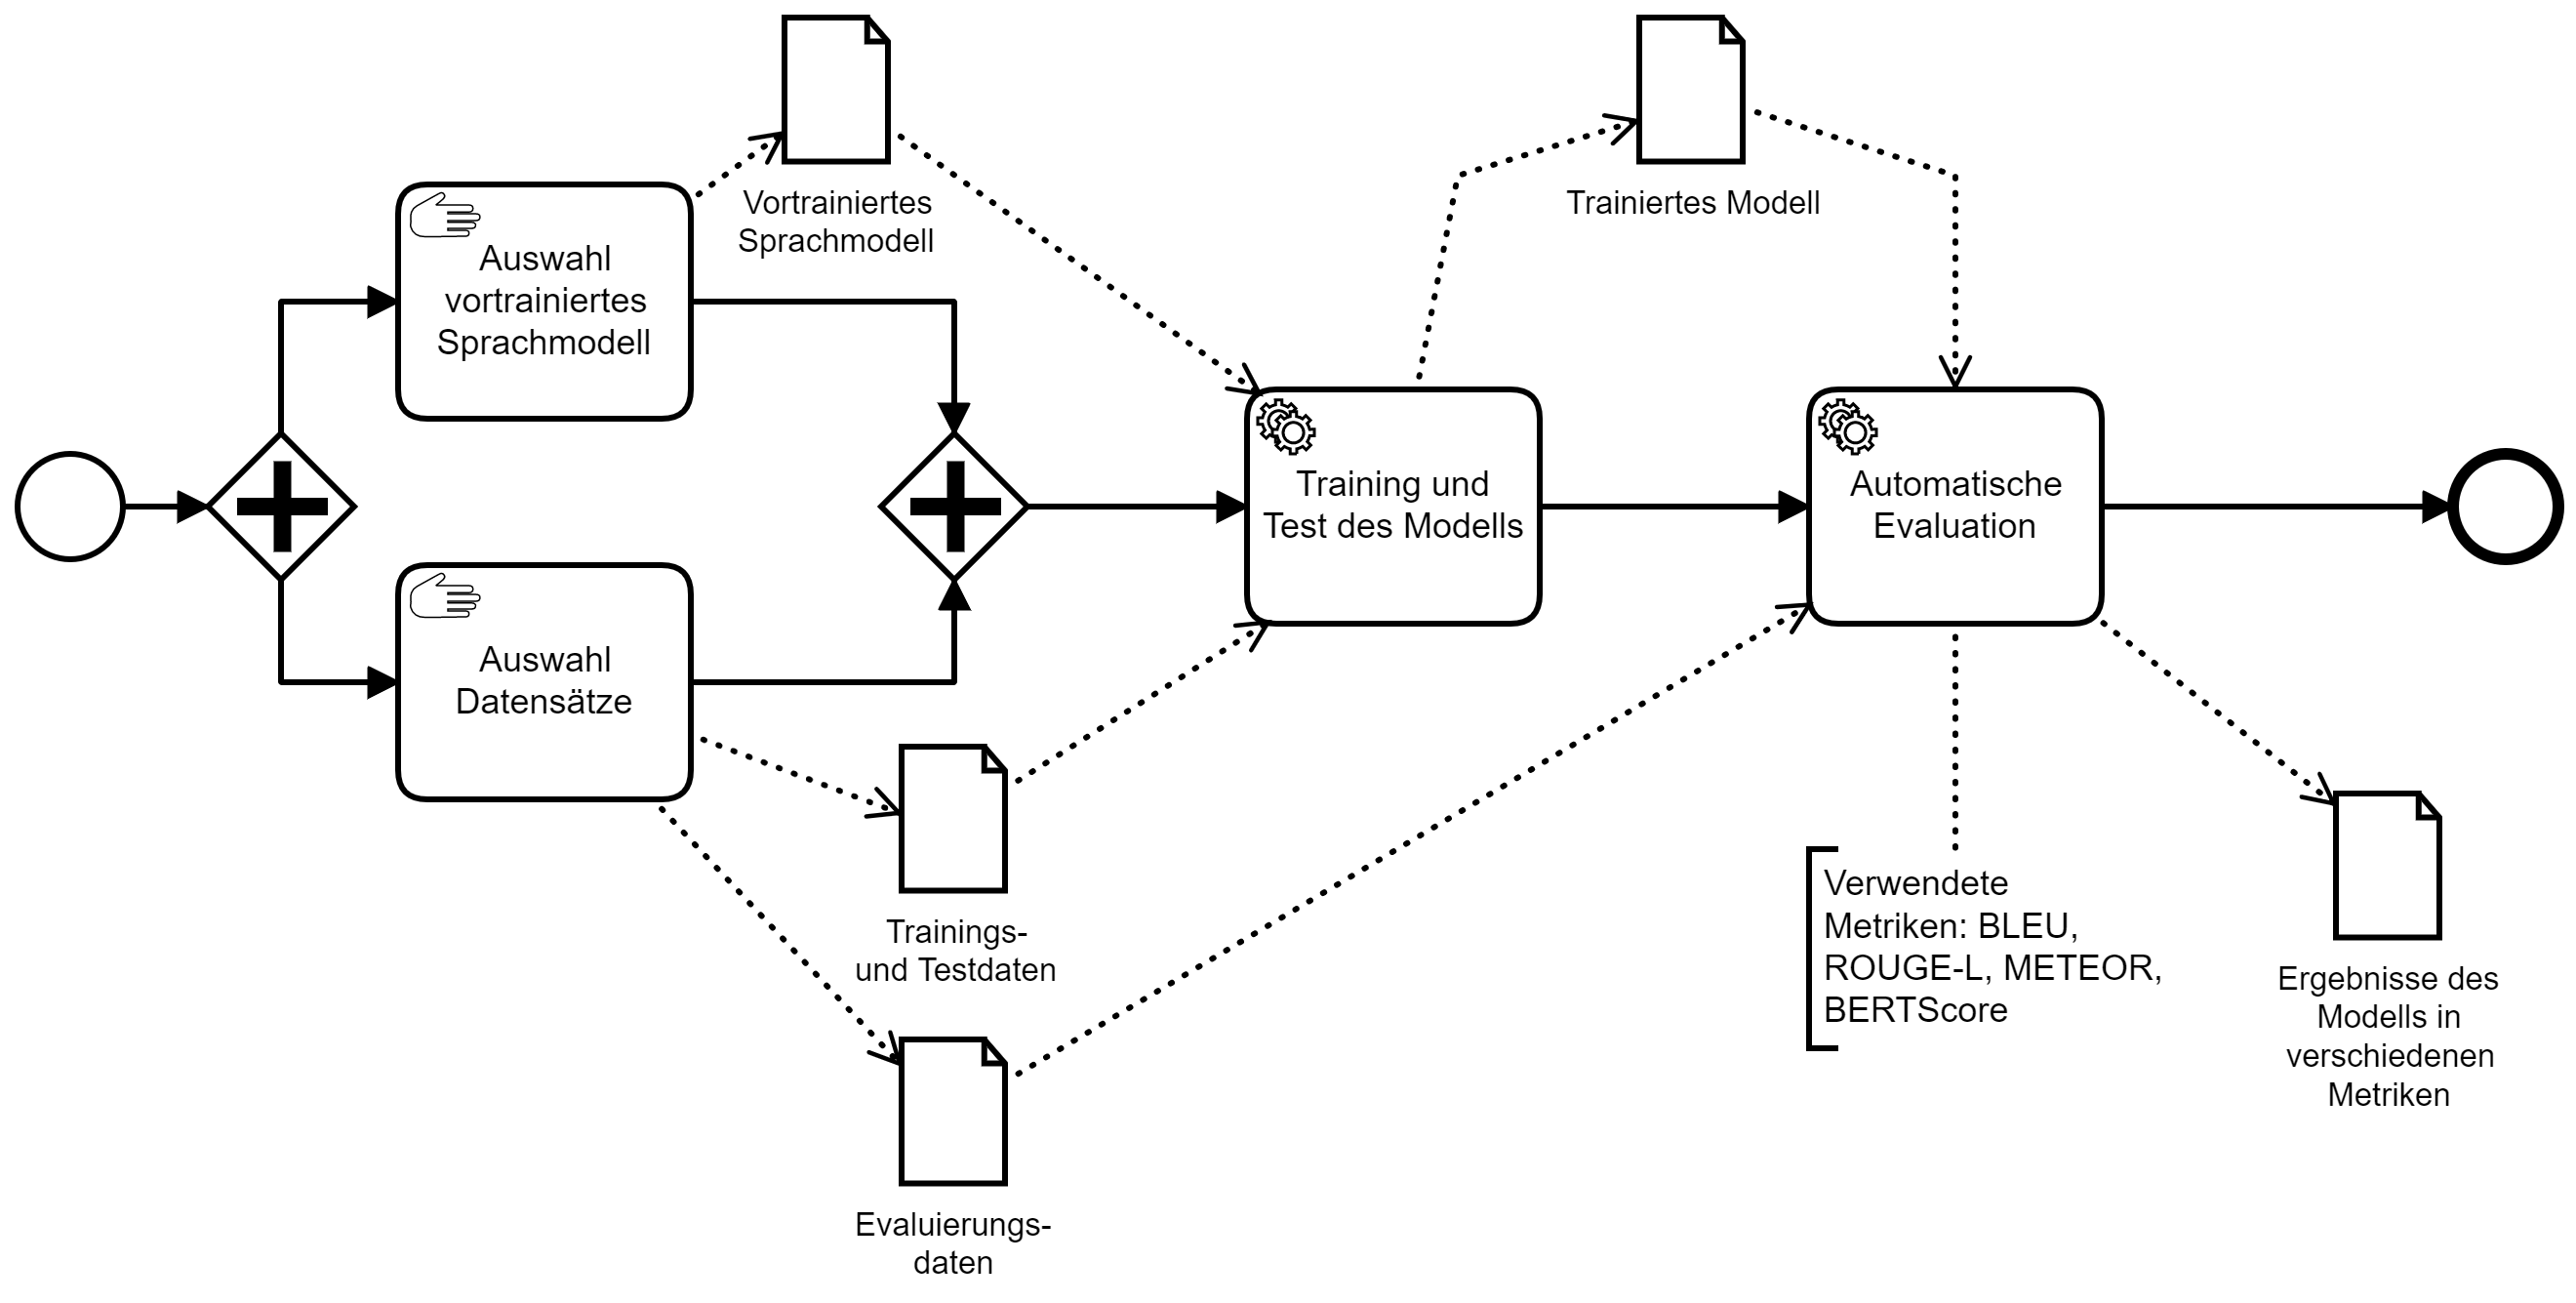 Vortrainiertes
Sprachmodell
Trainiertes Modell
Auswahl
vortrainiertes
Sprachmodell
Training und
Test des Modells
Automatische
Evaluation
Auswahl
Datensätze
Trainings-
und Testdaten
Verwendete
Metriken: BLEU,
ROUGE-L, METEOR,
BERTScore
Ergebnisse des
Modells in
verschiedenen
Metriken
Evaluierungs-
daten